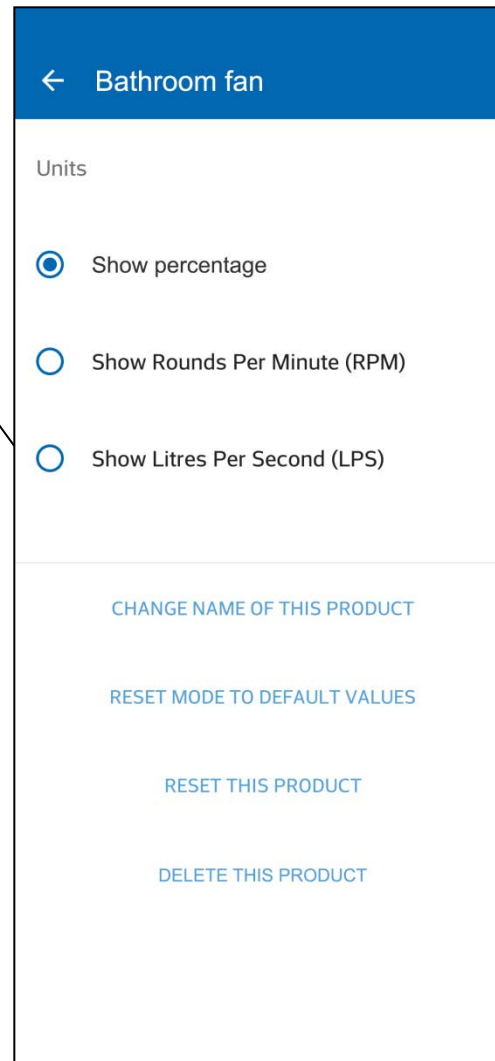 Bathroom fan
Units
Show percentage
Show Rounds Per Minute (RPM)
Show Litres Per Second (LPS)
CHANGE NAME OF THIS PRODUCT
RESET MODE TO DEFAULT VALUES
RESET THIS PRODUCT
DELETE THIS PRODUCT